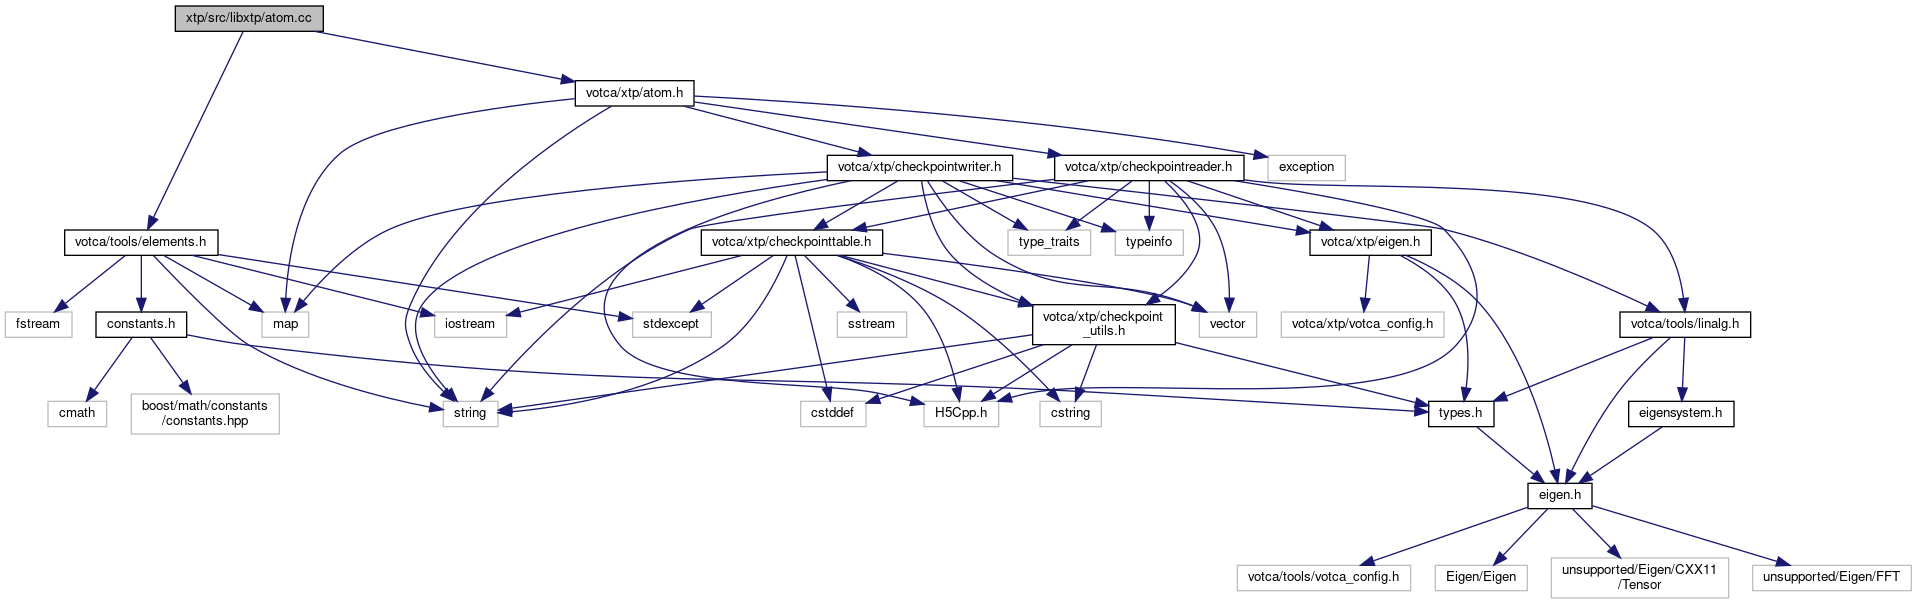 xtp/src/libxtp/atom.cc
votca/xtp/atom.h
votca/xtp/checkpointwriter.h
votca/xtp/checkpointreader.h
exception
votca/tools/elements.h
votca/xtp/checkpointtable.h
type_traits
typeinfo
votca/xtp/eigen.h
fstream
constants.h
map
iostream
stdexcept
sstream
votca/xtp/checkpoint
_utils.h
vector
votca/xtp/votca_config.h
votca/tools/linalg.h
cmath
boost/math/constants
/constants.hpp
string
cstddef
H5Cpp.h
cstring
types.h
eigensystem.h
eigen.h
votca/tools/votca_config.h
Eigen/Eigen
unsupported/Eigen/CXX11
/Tensor
unsupported/Eigen/FFT